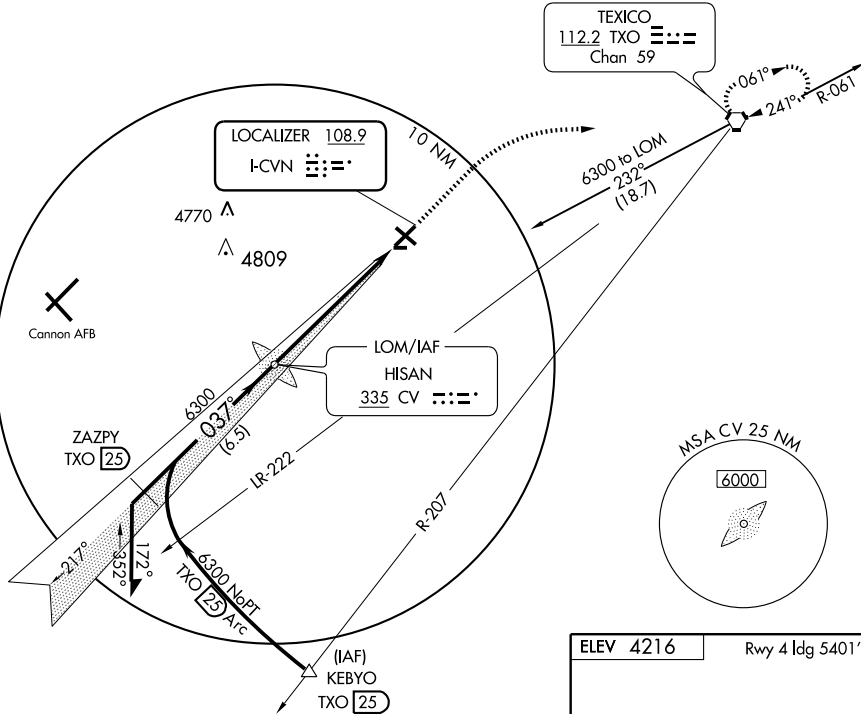 TEXICO
112.2 TXO
Chan 59
061°
241°
R-061
LOCALIZER 108.9
I-CVN
10 NM
6300 to LOM
232°
(18.7)
4770
4809
Cannon AFB
LOM/IAF
HISAN
335 CV
6300
037°
(6.5)
ZAZPY
TXO 25
LR-222
R-207
MSA CV 25 NM
6000
217°
352°
172°
6300 NoPT
TXO 25 Arc
(IAF)
KEBYO
TXO 25
ELEV 4216
Rwy 4 ldg 5401'